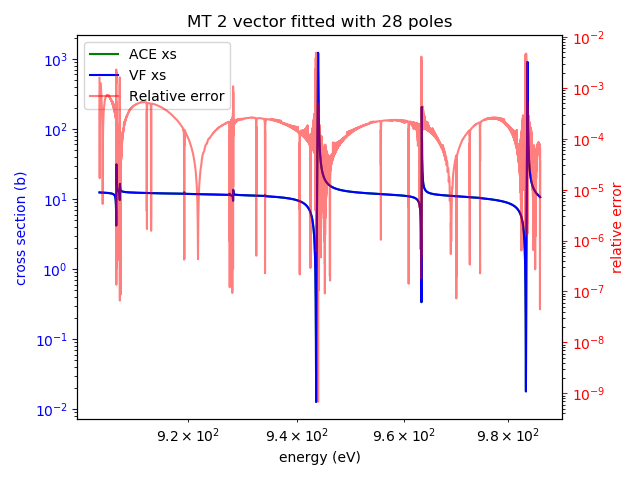 MT 2 vector fitted with 28 poles
ACE xs
VF xs
Relative error
cross section (b)
10³
10²
10¹
10⁰
10⁻¹
10⁻²
10⁻²
10⁻³
10⁻⁴
10⁻⁵
10⁻⁶
10⁻⁷
10⁻⁸
10⁻⁹
relative error
9.2 × 10² 9.4 × 10² 9.6 × 10² 9.8 × 10²
energy (eV)